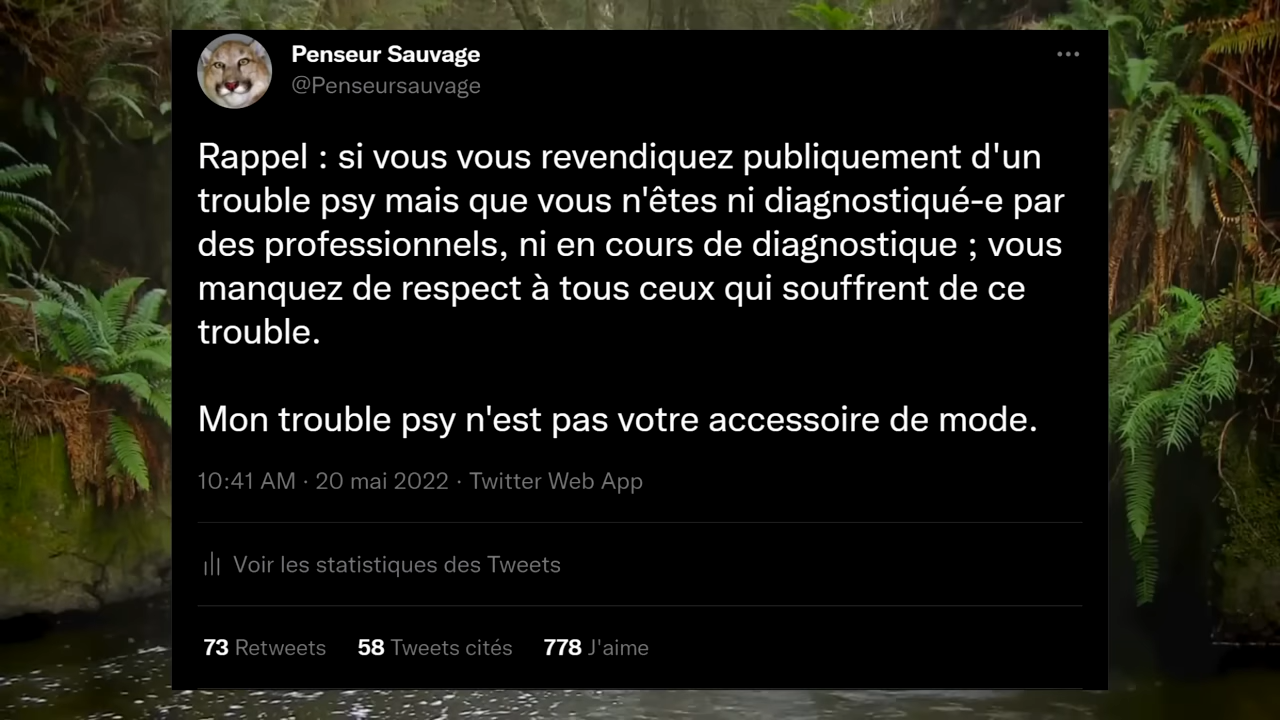 Penseur Sauvage
@Penseursauvage
Rappel : si vous vous revendiquez publiquement d'un
trouble psy mais que vous n'êtes ni diagnostiqué-e par
des professionnels, ni en cours de diagnostique ; vous
manquez de respect à tous ceux qui souffrent de ce
trouble.
Mon trouble psy n'est pas votre accessoire de mode.
10:41 AM · 20 mai 2022 · Twitter Web App
Voir les statistiques des Tweets
73 Retweets 58 Tweets cités 778 J'aime